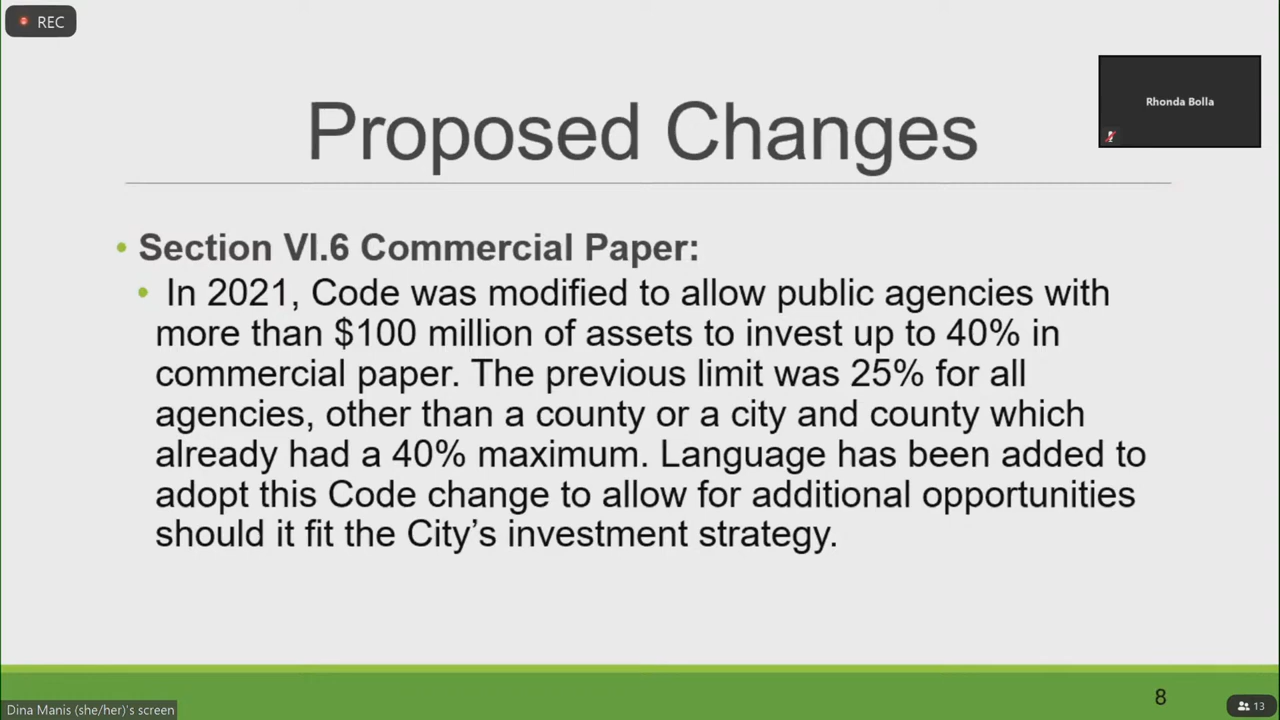 REC
Rhonda Bolla
Proposed Changes
• Section VI.6 Commercial Paper:
• In 2021, Code was modified to allow public agencies with
more than $100 million of assets to invest up to 40% in
commercial paper. The previous limit was 25% for all
agencies, other than a county or a city and county which
already had a 40% maximum. Language has been added to
adopt this Code change to allow for additional opportunities
should it fit the City’s investment strategy.
8
Dina Manis (she/her)'s screen
13